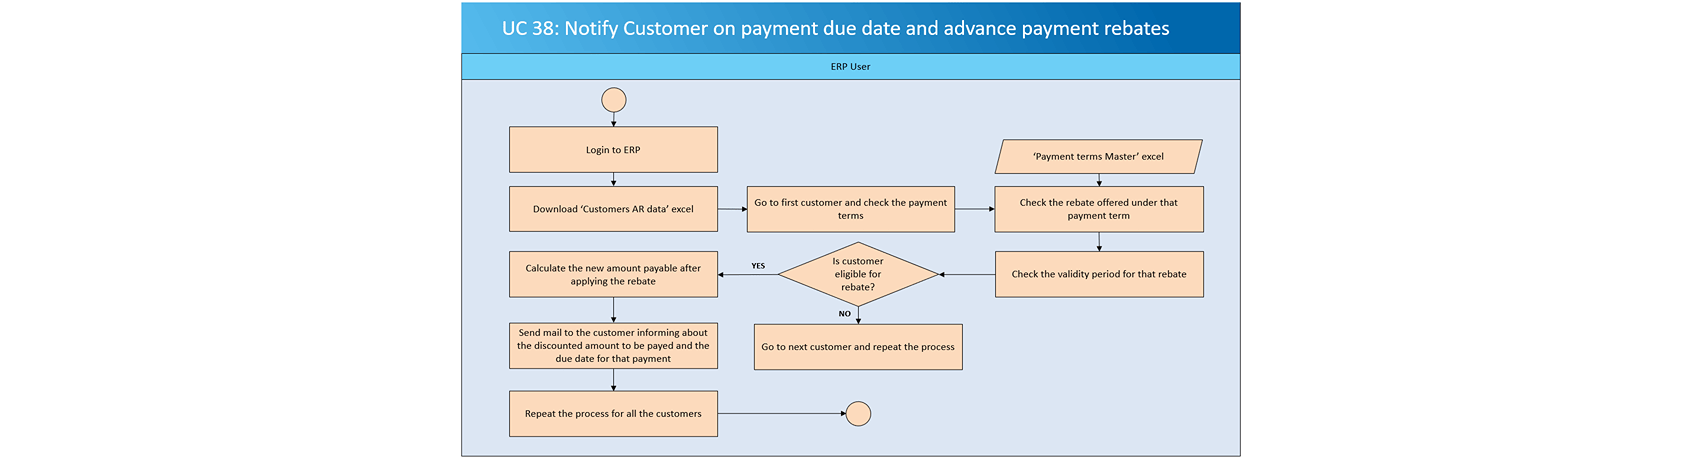 UC 38: Notify Customer on payment due date and advance payment rebates
ERP User
Login to ERP
‘Payment terms Master’ excel
Download ‘Customers AR data’ excel
Go to first customer and check the payment
terms
Check the rebate offered under that
payment term
Calculate the new amount payable after
applying the rebate
YES
Is customer
eligible for
rebate?
Check the validity period for that rebate
NO
Send mail to the customer informing about
the discounted amount to be payed and the
due date for that payment
Go to next customer and repeat the process
Repeat the process for all the customers